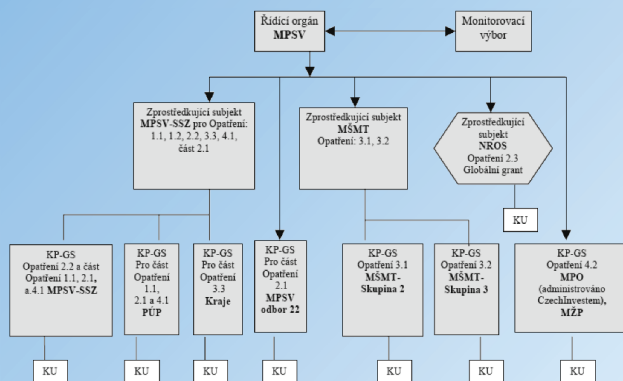 Řídící orgán
MPSV
Monitorovací
výbor
Zprostředkující subjekt
MPSV-SSZ pro Opatření:
1.1, 1.2, 2.2, 3.3, 4.1,
část 2.1
Zprostředkující subjekt
MŠMT
Opatření: 3.1, 3.2
Zprostředkující
subjekt
NROS
Opatření 2.3
Globální grant
KU
KP-GS
Opatření 2.2 a část
Opatření 1.1, 2.1,
a.4.1 MPSV-SSZ
KP-GS
Pro část
Opatření
1.1,
2.1 a 4.1
PÚP
KP-GS
Pro část
Opatření
3.3
Kraje
KP-GS
Pro část
Opatření
2.1
MPSV
odbor 22
KP-GS
Opatření 3.1
MŠMT-
Skupina 2
KP-GS
Opatření 3.2
MŠMT-
Skupina 3
KP-GS
Opatření 4.2
MPO
(administrováno
CzechInvestem),
MŽP
KU
KU
KU
KU
KU
KU
KU